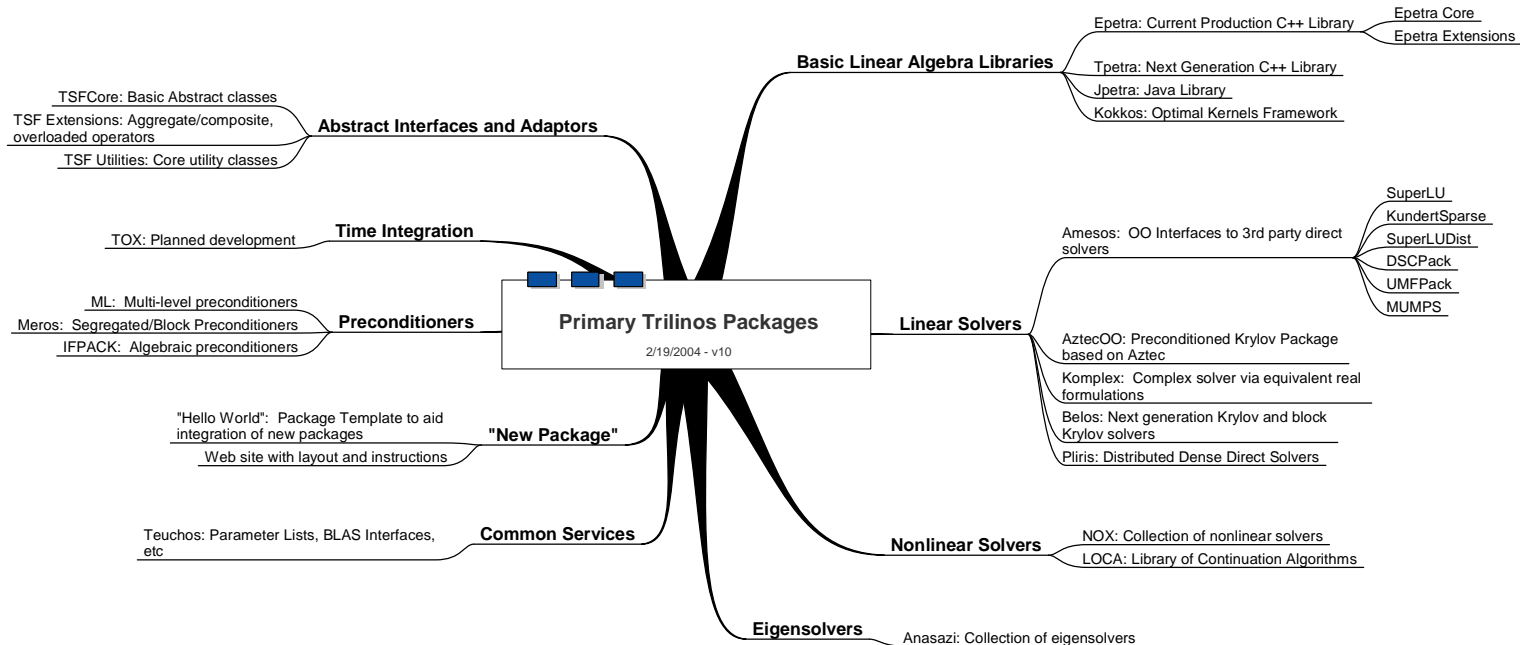 Primary Trilinos Packages
2/19/2004 - v10
Basic Linear Algebra Libraries
Epetra: Current Production C++ Library
Epetra Core
Epetra Extensions
Tpetra: Next Generation C++ Library
Jpetra: Java Library
Kokkos: Optimal Kernels Framework
Linear Solvers
Amesos:  OO Interfaces to 3rd party direct
solvers
SuperLU
KundertSparse
SuperLUDist
DSCPack
UMFPack
MUMPS
AztecOO: Preconditioned Krylov Package
based on Aztec
Komplex:  Complex solver via equivalent real
formulations
Belos: Next generation Krylov and block
Krylov solvers
Pliris: Distributed Dense Direct Solvers
Nonlinear Solvers
NOX: Collection of nonlinear solvers
LOCA: Library of Continuation Algorithms
Eigensolvers
Anasazi: Collection of eigensolvers
Common Services
Teuchos: Parameter Lists, BLAS Interfaces,
etc
"New Package"
"Hello World":  Package Template to aid
integration of new packages
Web site with layout and instructions
Preconditioners
ML:  Multi-level preconditioners
Meros:  Segregated/Block Preconditioners
IFPACK:  Algebraic preconditioners
Time Integration
TOX: Planned development
Abstract Interfaces and Adaptors
TSFCore: Basic Abstract classes
TSF Extensions: Aggregate/composite,
overloaded operators
TSF Utilities: Core utility classes